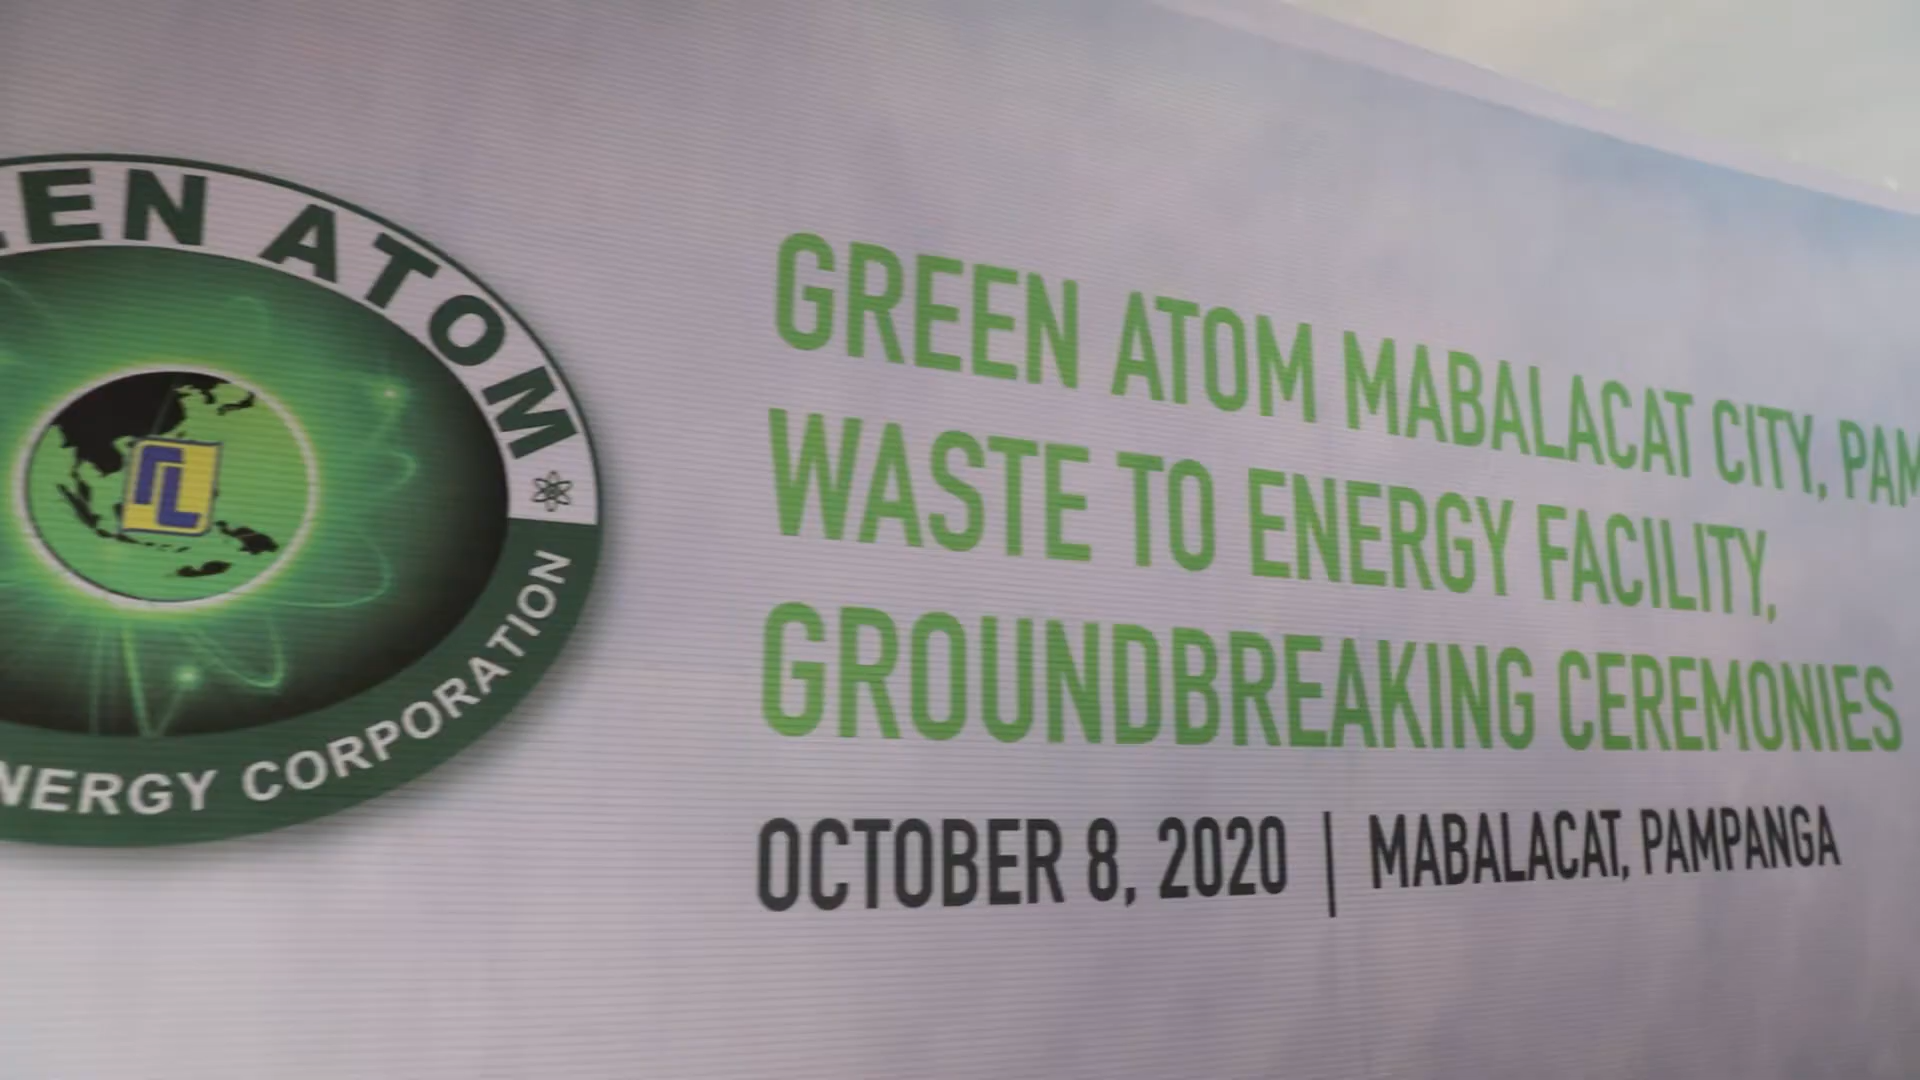 EEN ATOM
NERGY CORPORATION
GREEN ATOM MABALACAT CITY, PAM
WASTE TO ENERGY FACILITY,
GROUNDBREAKING CEREMONIES
OCTOBER 8, 2020 | MABALACAT, PAMPANGA